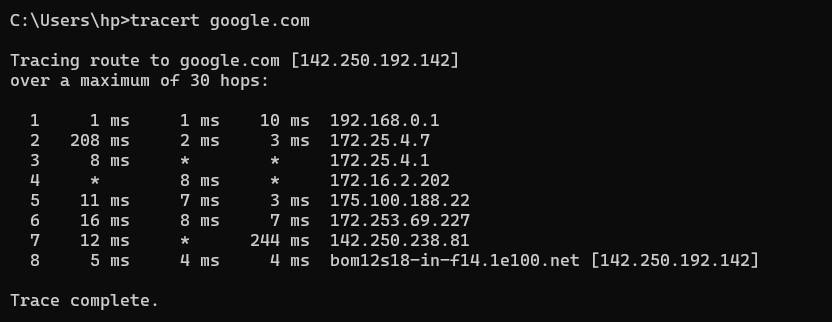 C:\Users\hp>tracert google.com
Tracing route to google.com [142.250.192.142]
over a maximum of 30 hops:
1 1 ms 1 ms 10 ms 192.168.0.1
2 208 ms 2 ms 3 ms 172.25.4.7
3 8 ms * * 172.25.4.1
4 * 8 ms * 172.16.2.202
5 11 ms 7 ms 3 ms 175.100.188.22
6 16 ms 8 ms 7 ms 172.253.69.227
7 12 ms * 244 ms 142.250.238.81
8 5 ms 4 ms 4 ms bom12s18-in-f14.1e100.net [142.250.192.142]
Trace complete.